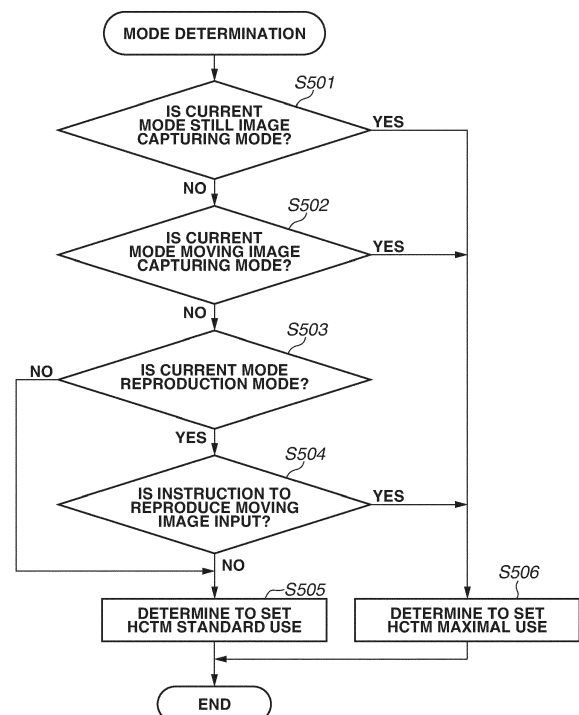 MODE DETERMINATION
S501
IS CURRENT
MODE STILL IMAGE
CAPTURING MODE?
YES
NO
S502
IS CURRENT
MODE MOVING IMAGE
CAPTURING MODE?
YES
NO
S503
IS CURRENT MODE
REPRODUCTION MODE?
NO
YES
S504
IS INSTRUCTION TO
REPRODUCE MOVING
IMAGE INPUT?
YES
NO
S505
DETERMINE TO SET
HCTM STANDARD USE
S506
DETERMINE TO SET
HCTM MAXIMAL USE
END